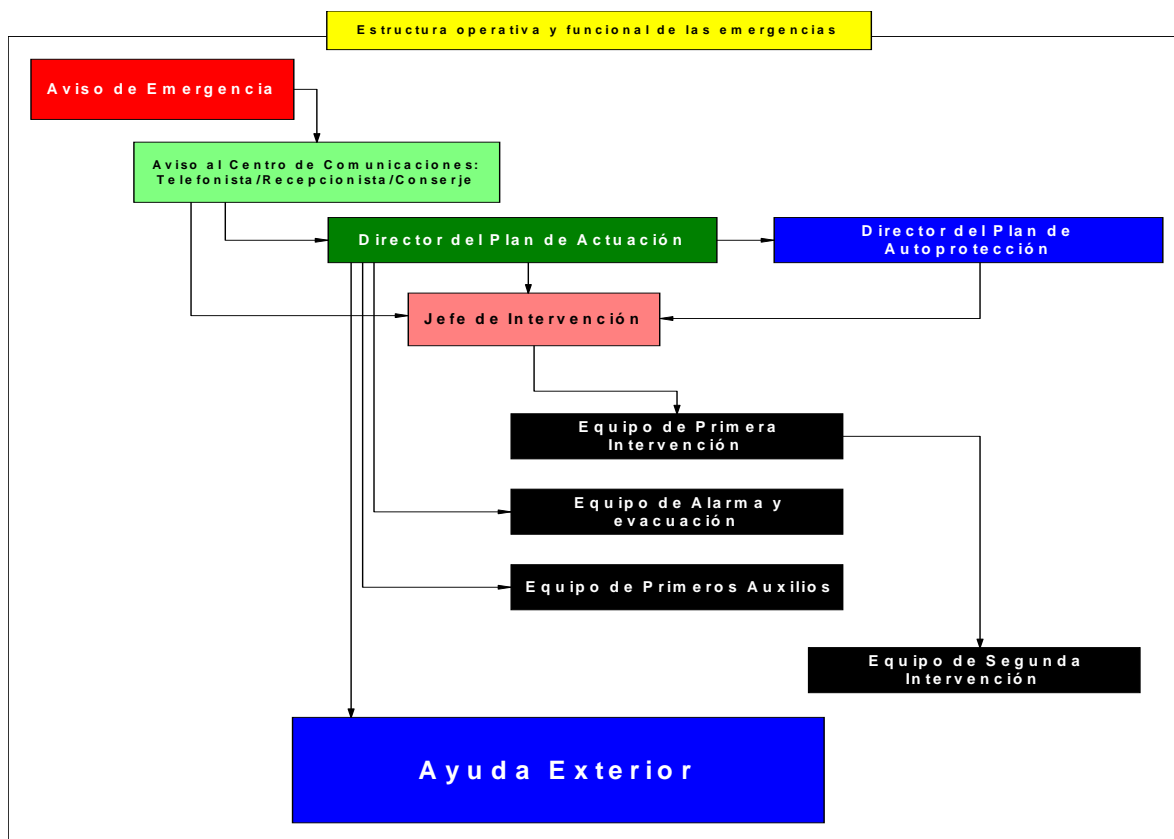 Estructura operativa y funcional de las emergencias
Aviso de Emergencia
Aviso al Centro de Comunicaciones:
Telefonista/Recepcionista/Conserje
Director del Plan de Actuación
Director del Plan de
Autoprotección
Jefe de Intervención
Equipo de Primera
Intervención
Equipo de Alarma y
evacuación
Equipo de Primeros Auxilios
Equipo de Segunda
Intervención
Ayuda Exterior